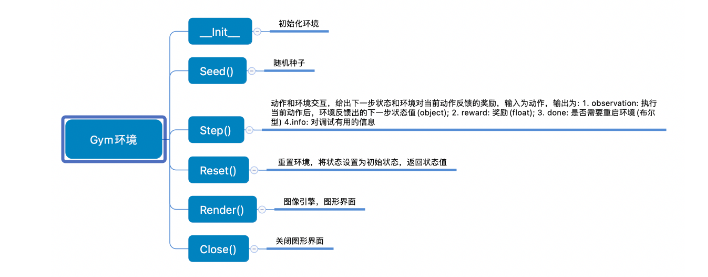 Gym环境
__Init__
初始化环境
Seed()
随机种子
Step()
动作和环境交互，给出下一步状态和环境对当前动作反馈的奖励，输入为动作，输出为: 1. observation: 执行
当前动作后，环境反馈出的下一步状态值(object); 2. reward: 奖励(float); 3. done: 是否需要重启环境(布尔
型) 4.info: 对调试有用的信息
Reset()
重置环境，将状态设置为初始状态，返回状态值
Render()
图像引擎，图形界面
Close()
关闭图形界面